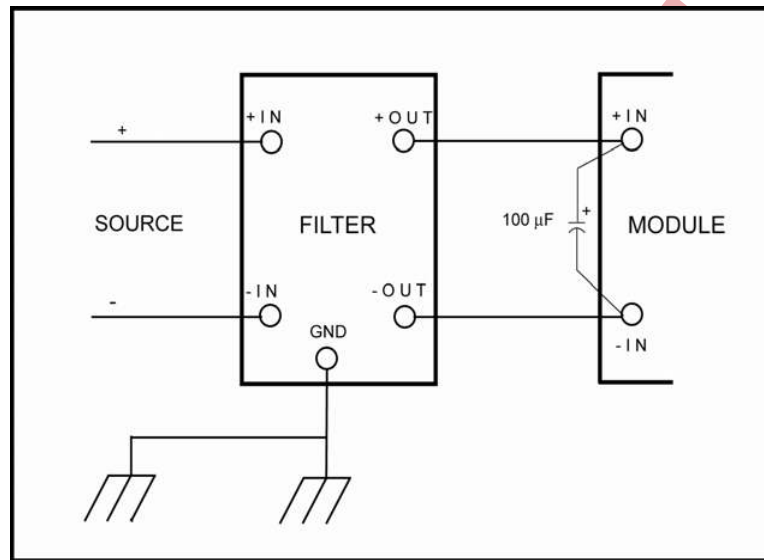 +IN
+OUT
+IN
+
SOURCE
FILTER
100 µF
+
MODULE
-
-IN
-OUT
GND
-IN